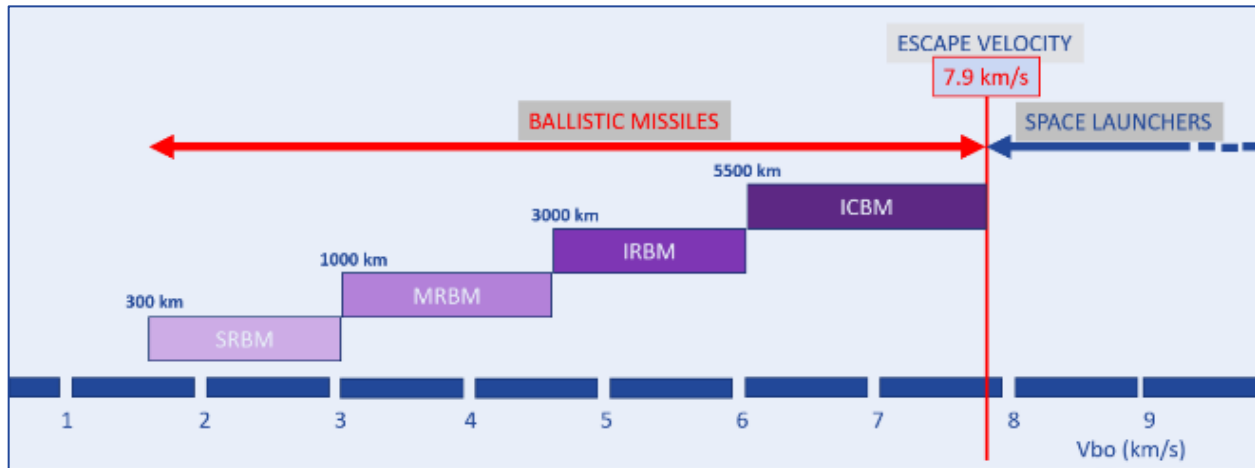 ESCAPE VELOCITY
7.9 km/s
BALLISTIC MISSILES
SPACE LAUNCHERS
5500 km
ICBM
3000 km
IRBM
1000 km
MRBM
300 km
SRBM
1 2 3 4 5 6 7 8 9
Vbo (km/s)